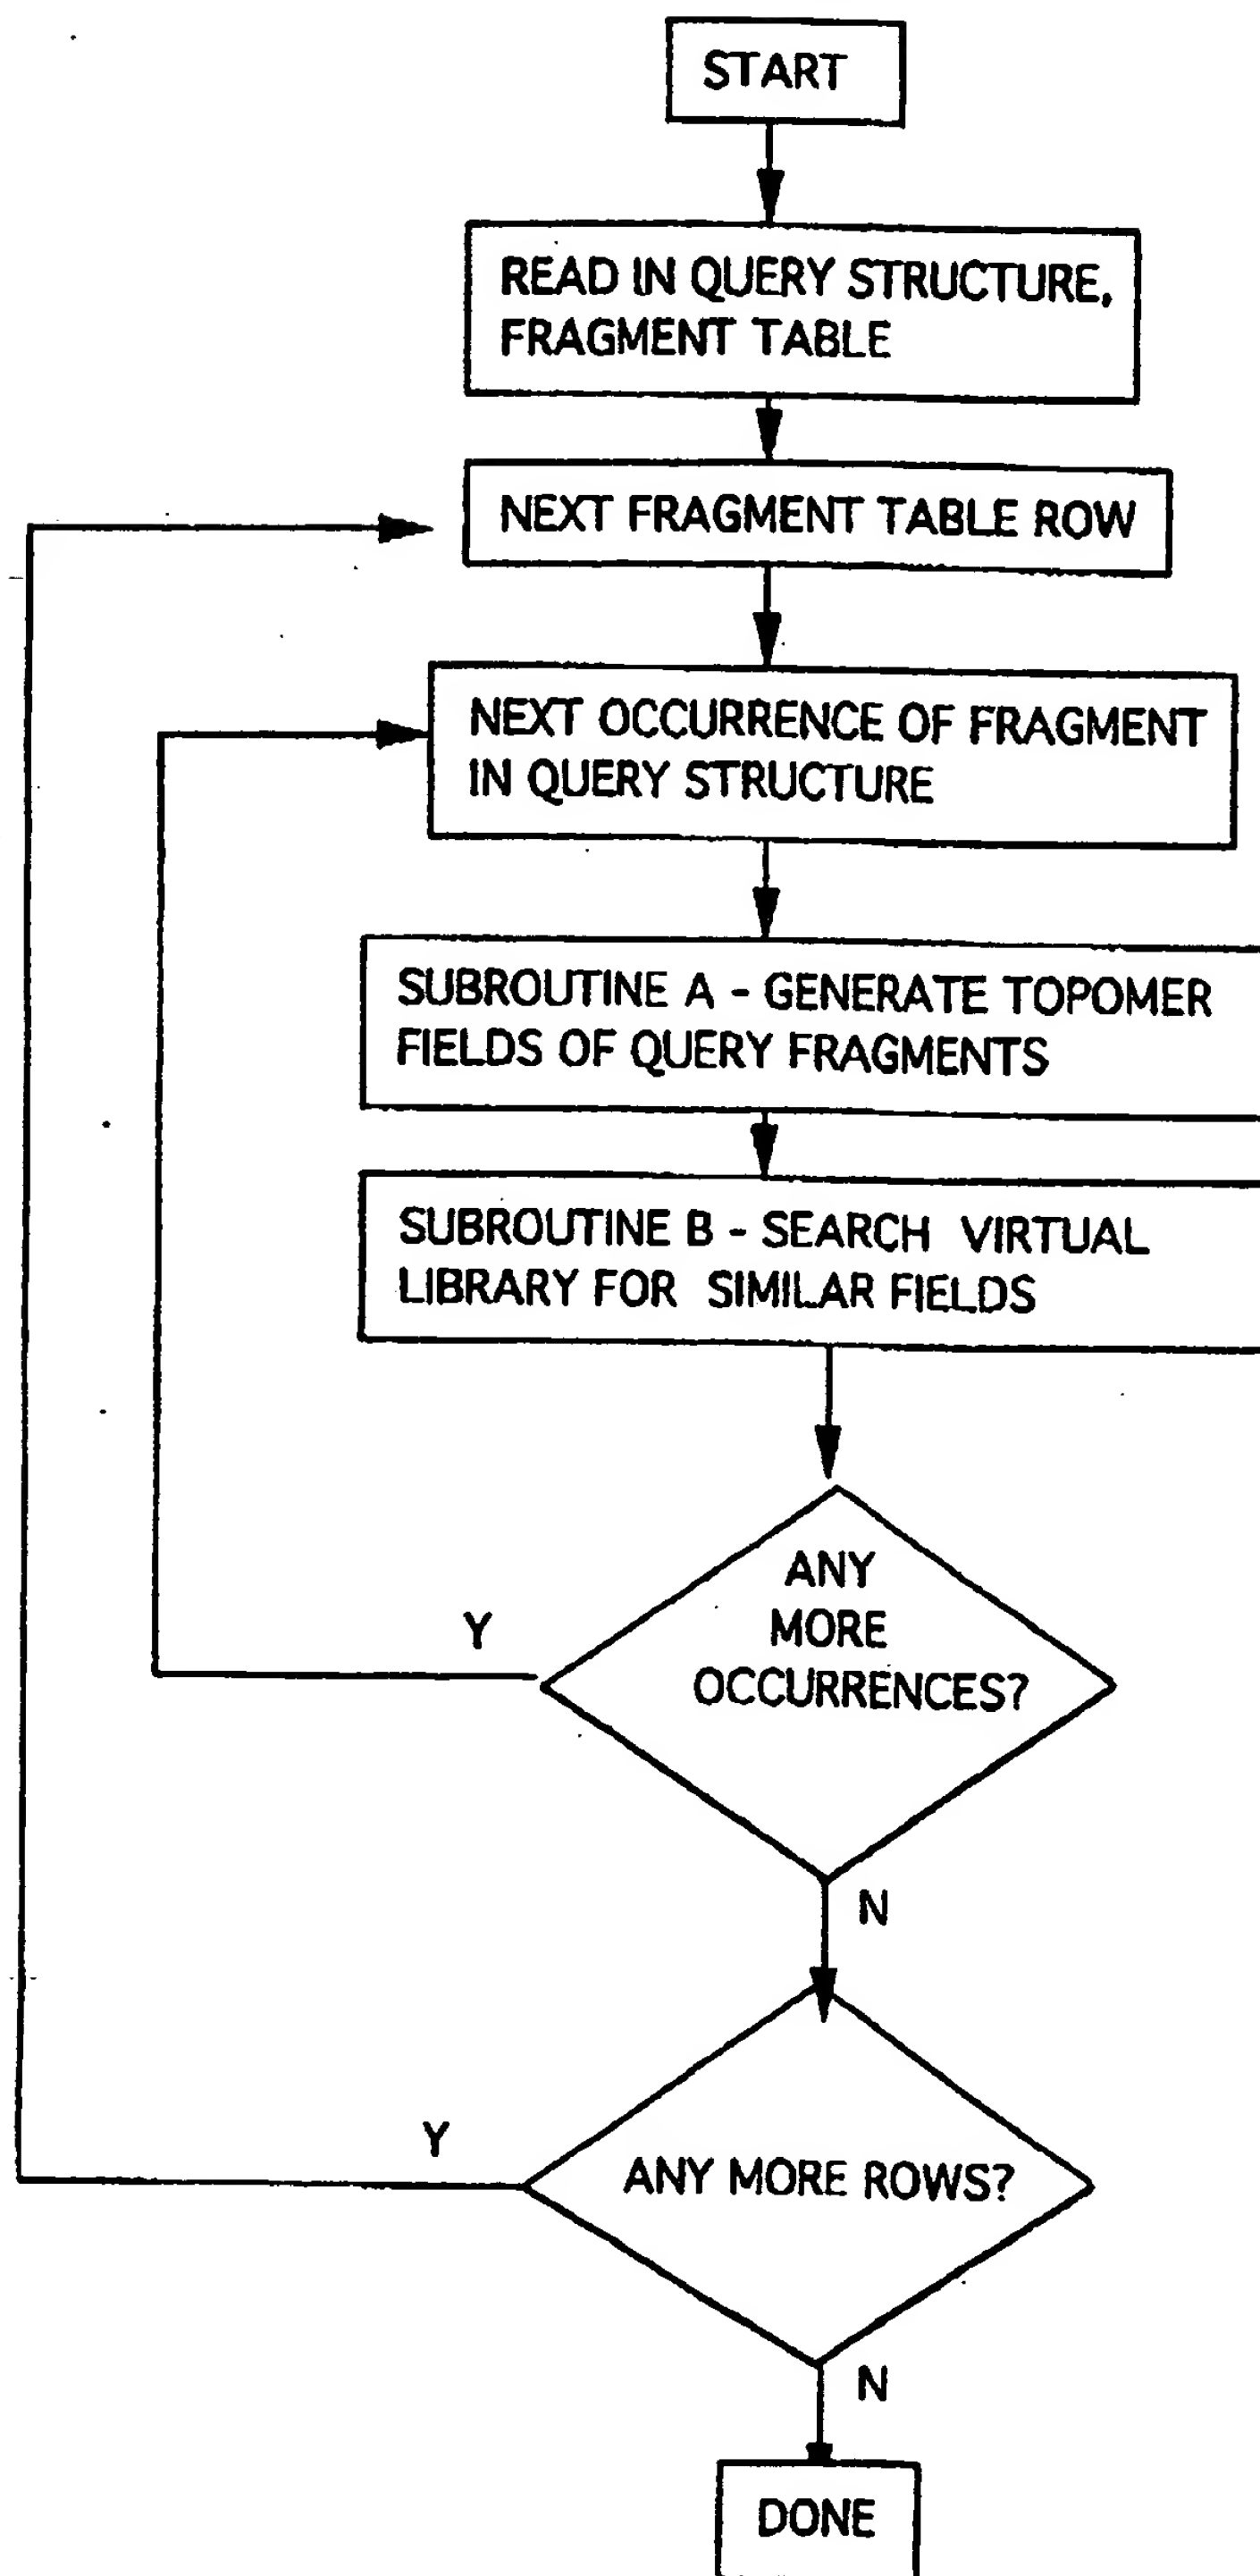 START
READ IN QUERY STRUCTURE,
FRAGMENT TABLE
NEXT FRAGMENT TABLE ROW
NEXT OCCURRENCE OF FRAGMENT
IN QUERY STRUCTURE
SUBROUTINE A - GENERATE TOPOMER
FIELDS OF QUERY FRAGMENTS
SUBROUTINE B - SEARCH VIRTUAL
LIBRARY FOR SIMILAR FIELDS
ANY
MORE
OCCURRENCES?
Y
N
Y
ANY MORE ROWS?
N
DONE